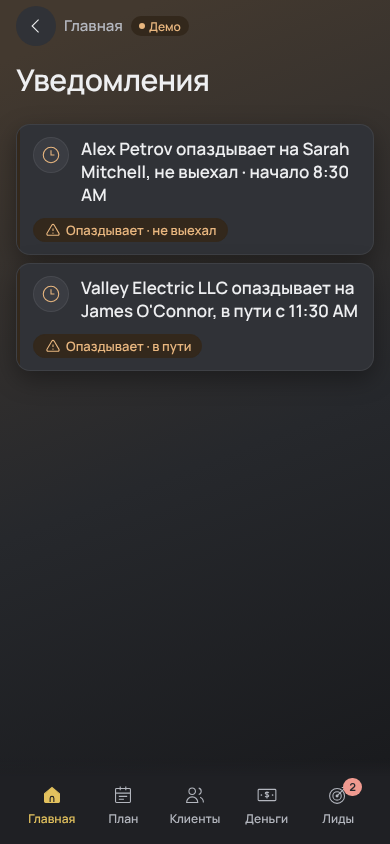 Главная
Демо
Уведомления
Alex Petrov опаздывает на Sarah
Mitchell, не выехал · начало 8:30
AM
Опаздывает · не выехал
Valley Electric LLC опаздывает на
James O'Connor, в пути с 11:30 AM
Опаздывает · в пути
2
Главная
План
Клиенты
Деньги
Лиды